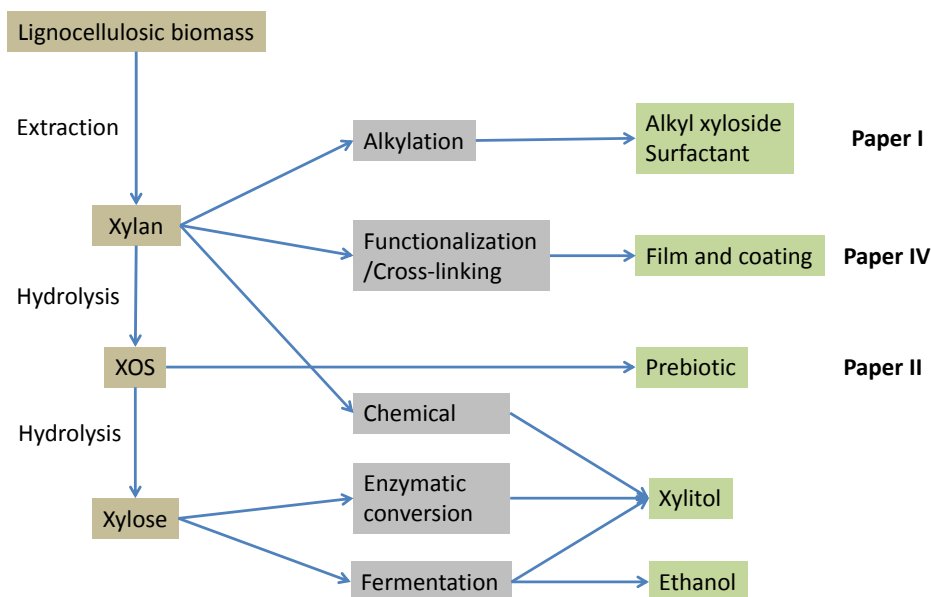 Lignocellulosic biomass
Extraction
Alkylation
Alkyl xyloside
Surfactant
Paper I
Xylan
Functionalization
/Cross-linking
Film and coating
Paper IV
Hydrolysis
XOS
Prebiotic
Paper II
Hydrolysis
Chemical
Enzymatic
conversion
Xylitol
Xylose
Fermentation
Ethanol